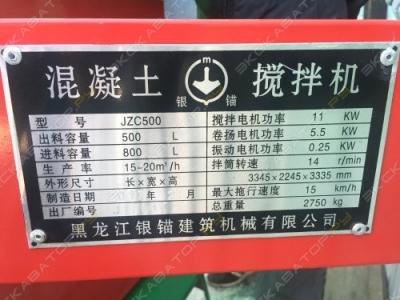 混凝土 m 搅拌机
银 锚
型 号 JZC500 搅拌电机功率 11 KW
出料容量 500 L 卷扬电机功率 5.5 KW
进料容量 800 L 振动电机功率 0.25 KW
生 产 率 15-20m³/h 拌筒转速 14 r/min
外形尺寸 长×宽×高 3345×2245×3335 mm
制造日期 年 月 最大拖行速度 15 km/h
出厂编号 总重量 2750 kg
黑龙江银锚建筑机械有限公司